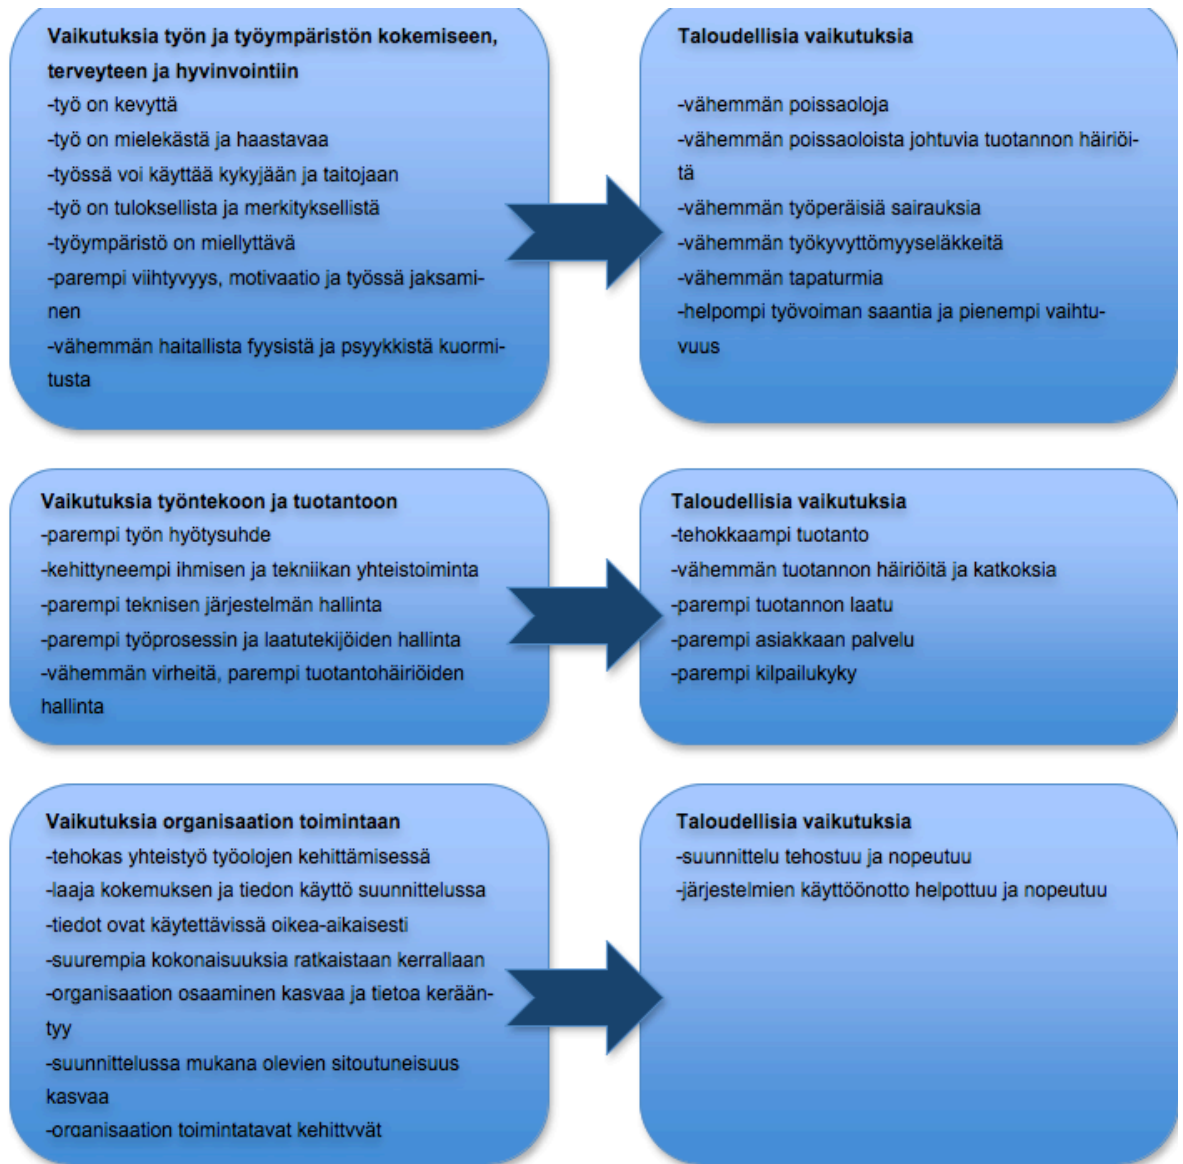 Vaikutuksia työn ja työympäristön kokemiseen,
terveyteen ja hyvinvointiin
-työ on kevyttä
-työ on mielekästä ja haastavaa
-työssä voi käyttää kykyjään ja taitojaan
-työ on tuloksellista ja merkityksellistä
-työympäristö on miellyttävä
-parempi viihtyvyys, motivaatio ja työssä jaksami-
nen
-vähemmän haitallista fyysistä ja psyykkistä kuormi-
tusta
Taloudellisia vaikutuksia
-vähemmän poissaoloja
-vähemmän poissaoloista johtuvia tuotannon häiriöi-
tä
-vähemmän työperäisiä sairauksia
-vähemmän työkyvyttömyyseläkkeitä
-vähemmän tapaturmia
-helpompi työvoiman saantia ja pienempi vaihtu-
vuus
Vaikutuksia työntekoon ja tuotantoon
-parempi työn hyötysuhde
-kehittyneempi ihmisen ja tekniikan yhteistoiminta
-parempi teknisen järjestelmän hallinta
-parempi työprosessin ja laatutekijöiden hallinta
-vähemmän virheitä, parempi tuotantohäiriöiden
hallinta
Taloudellisia vaikutuksia
-tehokkaampi tuotanto
-vähemmän tuotannon häiriöitä ja katkoksia
-parempi tuotannon laatu
-parempi asiakkaan palvelu
-parempi kilpailukyky
Vaikutuksia organisaation toimintaan
-tehokas yhteistyö työolojen kehittämisessä
-laaja kokemuksen ja tiedon käyttö suunnittelussa
-tiedot ovat käytettävissä oikea-aikaisesti
-suurempia kokonaisuuksia ratkaistaan kerrallaan
-organisaation osaaminen kasvaa ja tietoa kerään-
tyy
-suunnittelussa mukana olevien sitoutuneisuus
kasvaa
-organisaation toimintatavat kehittyvät
Taloudellisia vaikutuksia
-suunnittelu tehostuu ja nopeutuu
-järjestelmien käyttöönotto helpottuu ja nopeutuu